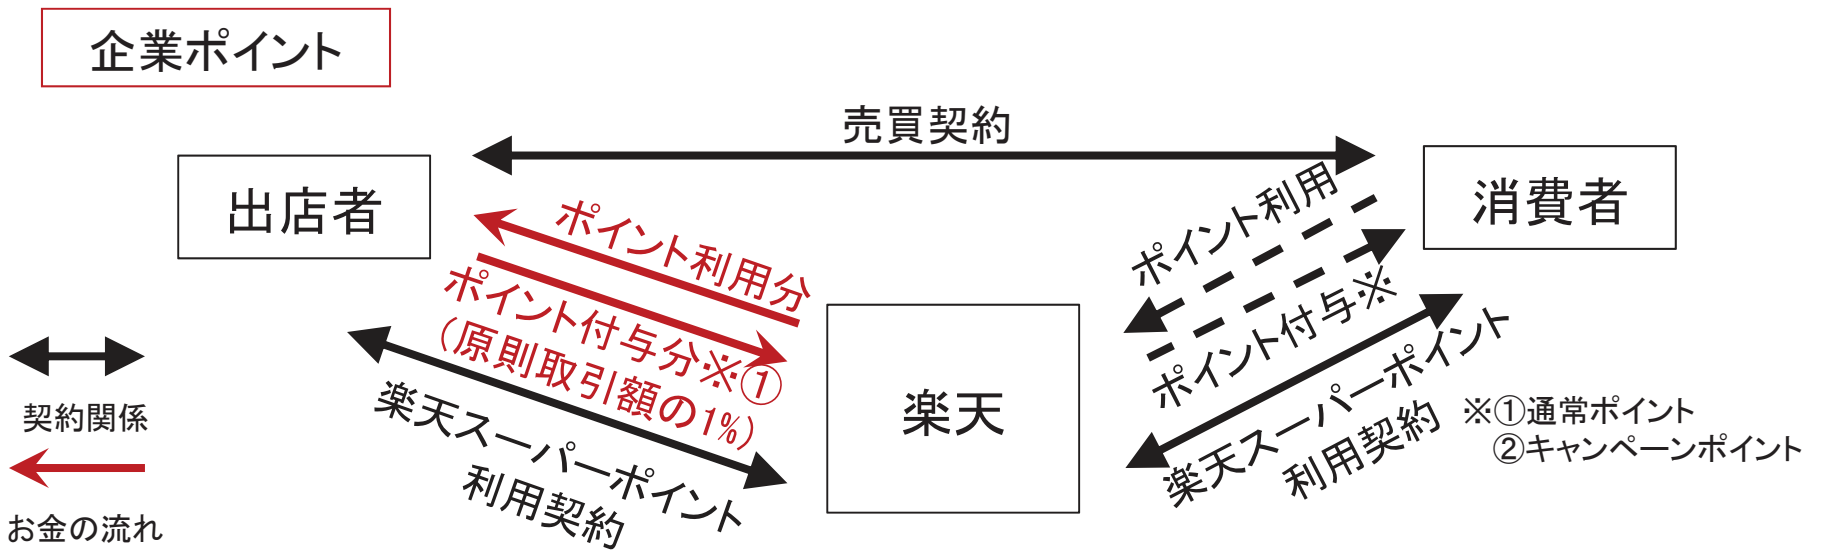 企業ポイント
売買契約
出店者
消費者
ポイント利用分
ポイント付与分※①
（原則取引額の1%）
楽天スーパーポイント
利用契約
楽天
ポイント利用
ポイント付与※
楽天スーパーポイント
利用契約
※①通常ポイント
②キャンペーンポイント
契約関係
お金の流れ